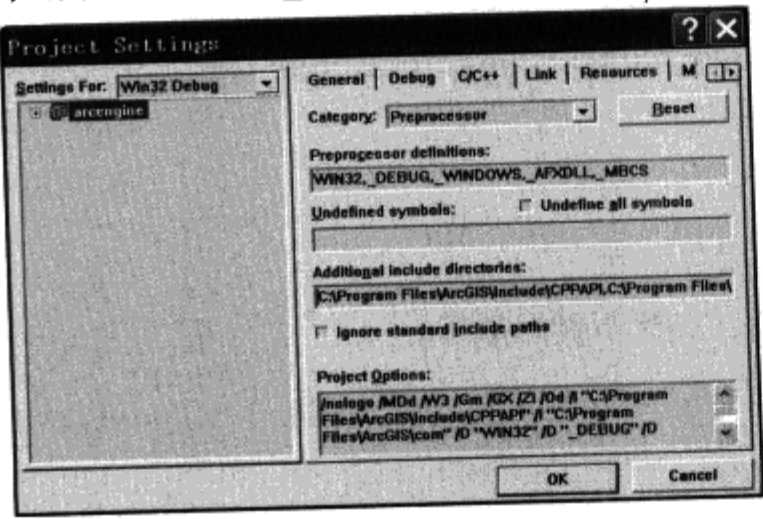 Project Settings
Settings For: Win32 Debug
arcengine
General Debug C/C++ Link Resources M
Category: Preprocessor Reset
Preprocessor definitions:
WIN32,_DEBUG,_WINDOWS,_AFXDLL,_MBCS
Undefined symbols: Undefine all symbols
Additional include directories:
C:\Program Files\ArcGIS\Include\CPPAPI,C:\Program Files\
Ignore standard include paths
Project Options:
/nologo /MDd /W3 /Gm /GX /ZI /Od /I "C:\Program
Files\ArcGIS\Include\CPPAPI" /I "C:\Program
Files\ArcGIS\com" /D "WIN32" /D "_DEBUG" /D
OK Cancel